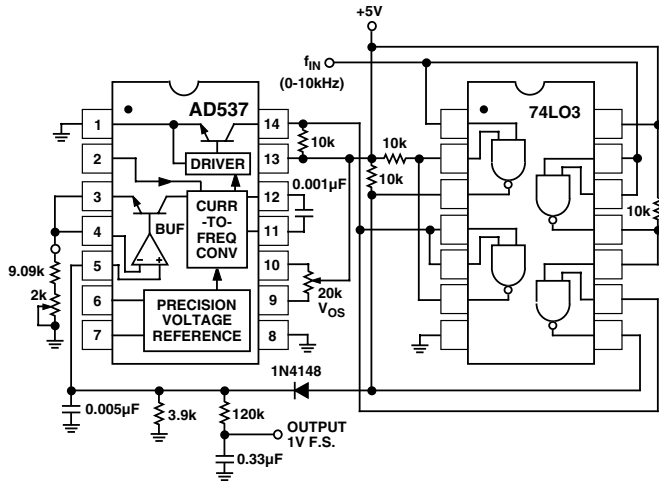 +5V
fIN
(0-10kHz)
AD537
74LO3
1
14
10k
2
13
DRIVER
10k
10k
3
12
0.001µF
CURR
-TO-
FREQ
CONV
BUF
4
11
10k
9.09k
5
10
2k
6
9
20k
VOS
PRECISION
VOLTAGE
REFERENCE
7
8
1N4148
0.005µF
3.9k
120k
OUTPUT
1V F.S.
0.33µF